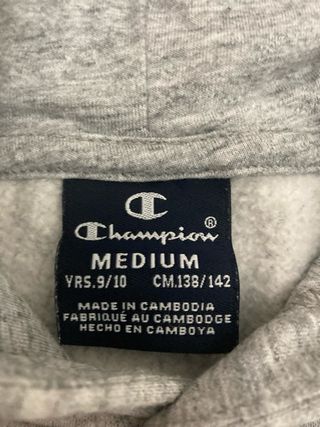 Champion®
MEDIUM
YRS.9/10 CM.138/142
MADE IN CAMBODIA
FABRIQUÉ AU CAMBODGE
HECHO EN CAMBOYA